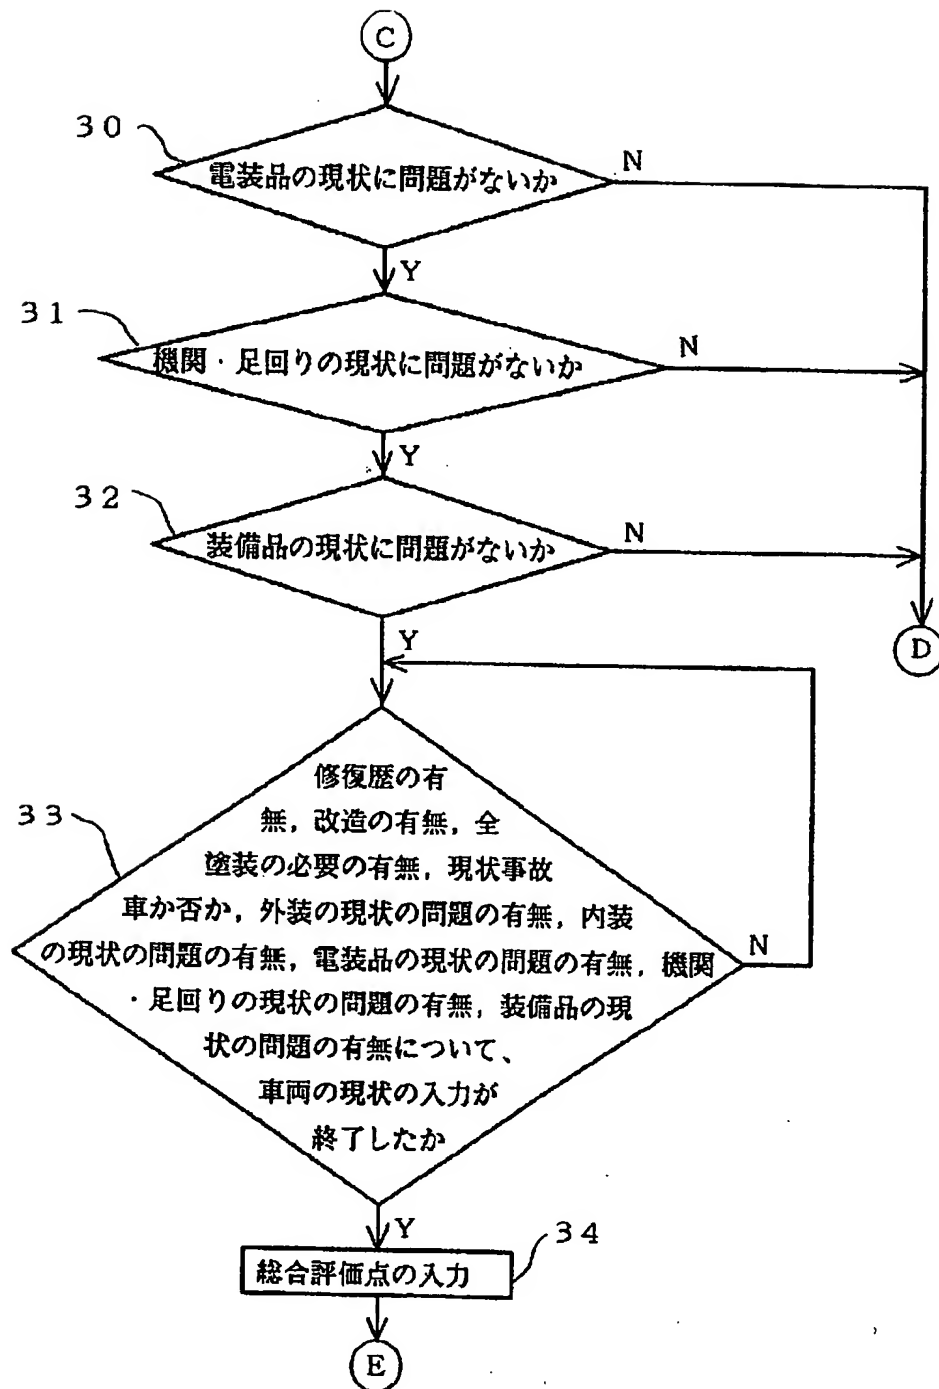 C
30
電装品の現状に問題がないか
N
Y
31
機関・足回りの現状に問題がないか
N
Y
32
装備品の現状に問題がないか
N
Y
D
33
修復歴の有
無，改造の有無，全
塗装の必要の有無，現状事故
車か否か，外装の現状の問題の有無，内装
の現状の問題の有無，電装品の現状の問題の有無，機関
・足回りの現状の問題の有無，装備品の現
状の問題の有無について、
車両の現状の入力が
終了したか
N
Y
34
総合評価点の入力
E